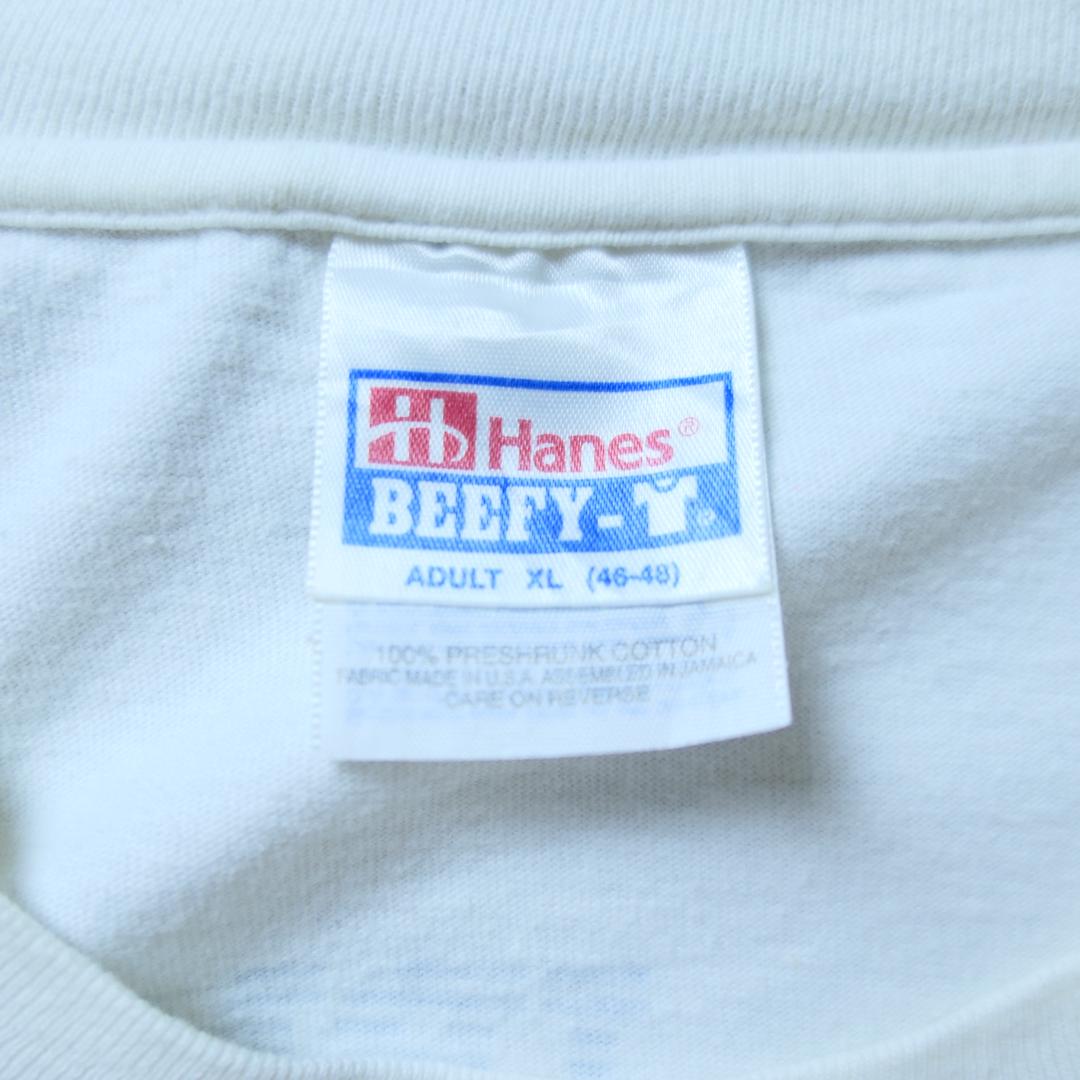 Hanes®
BEEFY-T
ADULT XL (46-48)
100% PRESHRUNK COTTON
FABRIC MADE IN U.S.A. ASSEMBLED IN JAMAICA
CARE ON REVERSE